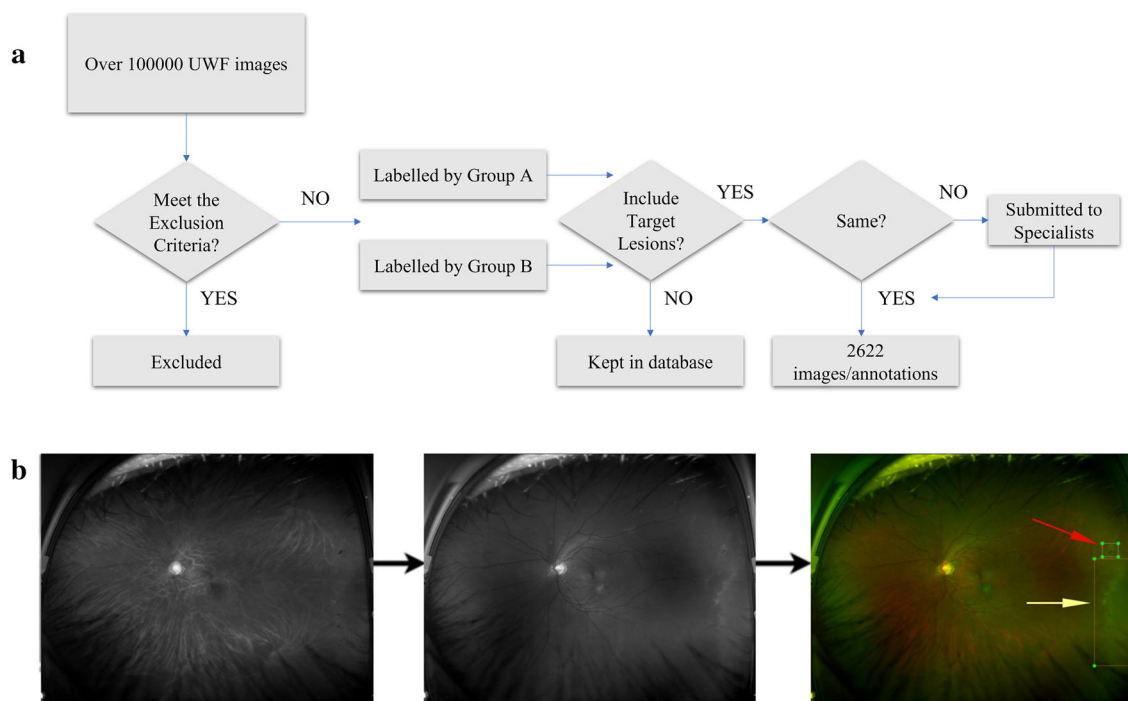 a
Over 100000 UWF images
Meet the
Exclusion
Criteria?
NO
YES
Excluded
Labelled by Group A
Labelled by Group B
Include
Target
Lesions?
YES
NO
Kept in database
Same?
NO
YES
Submitted to
Specialists
2622
images/annotations
b